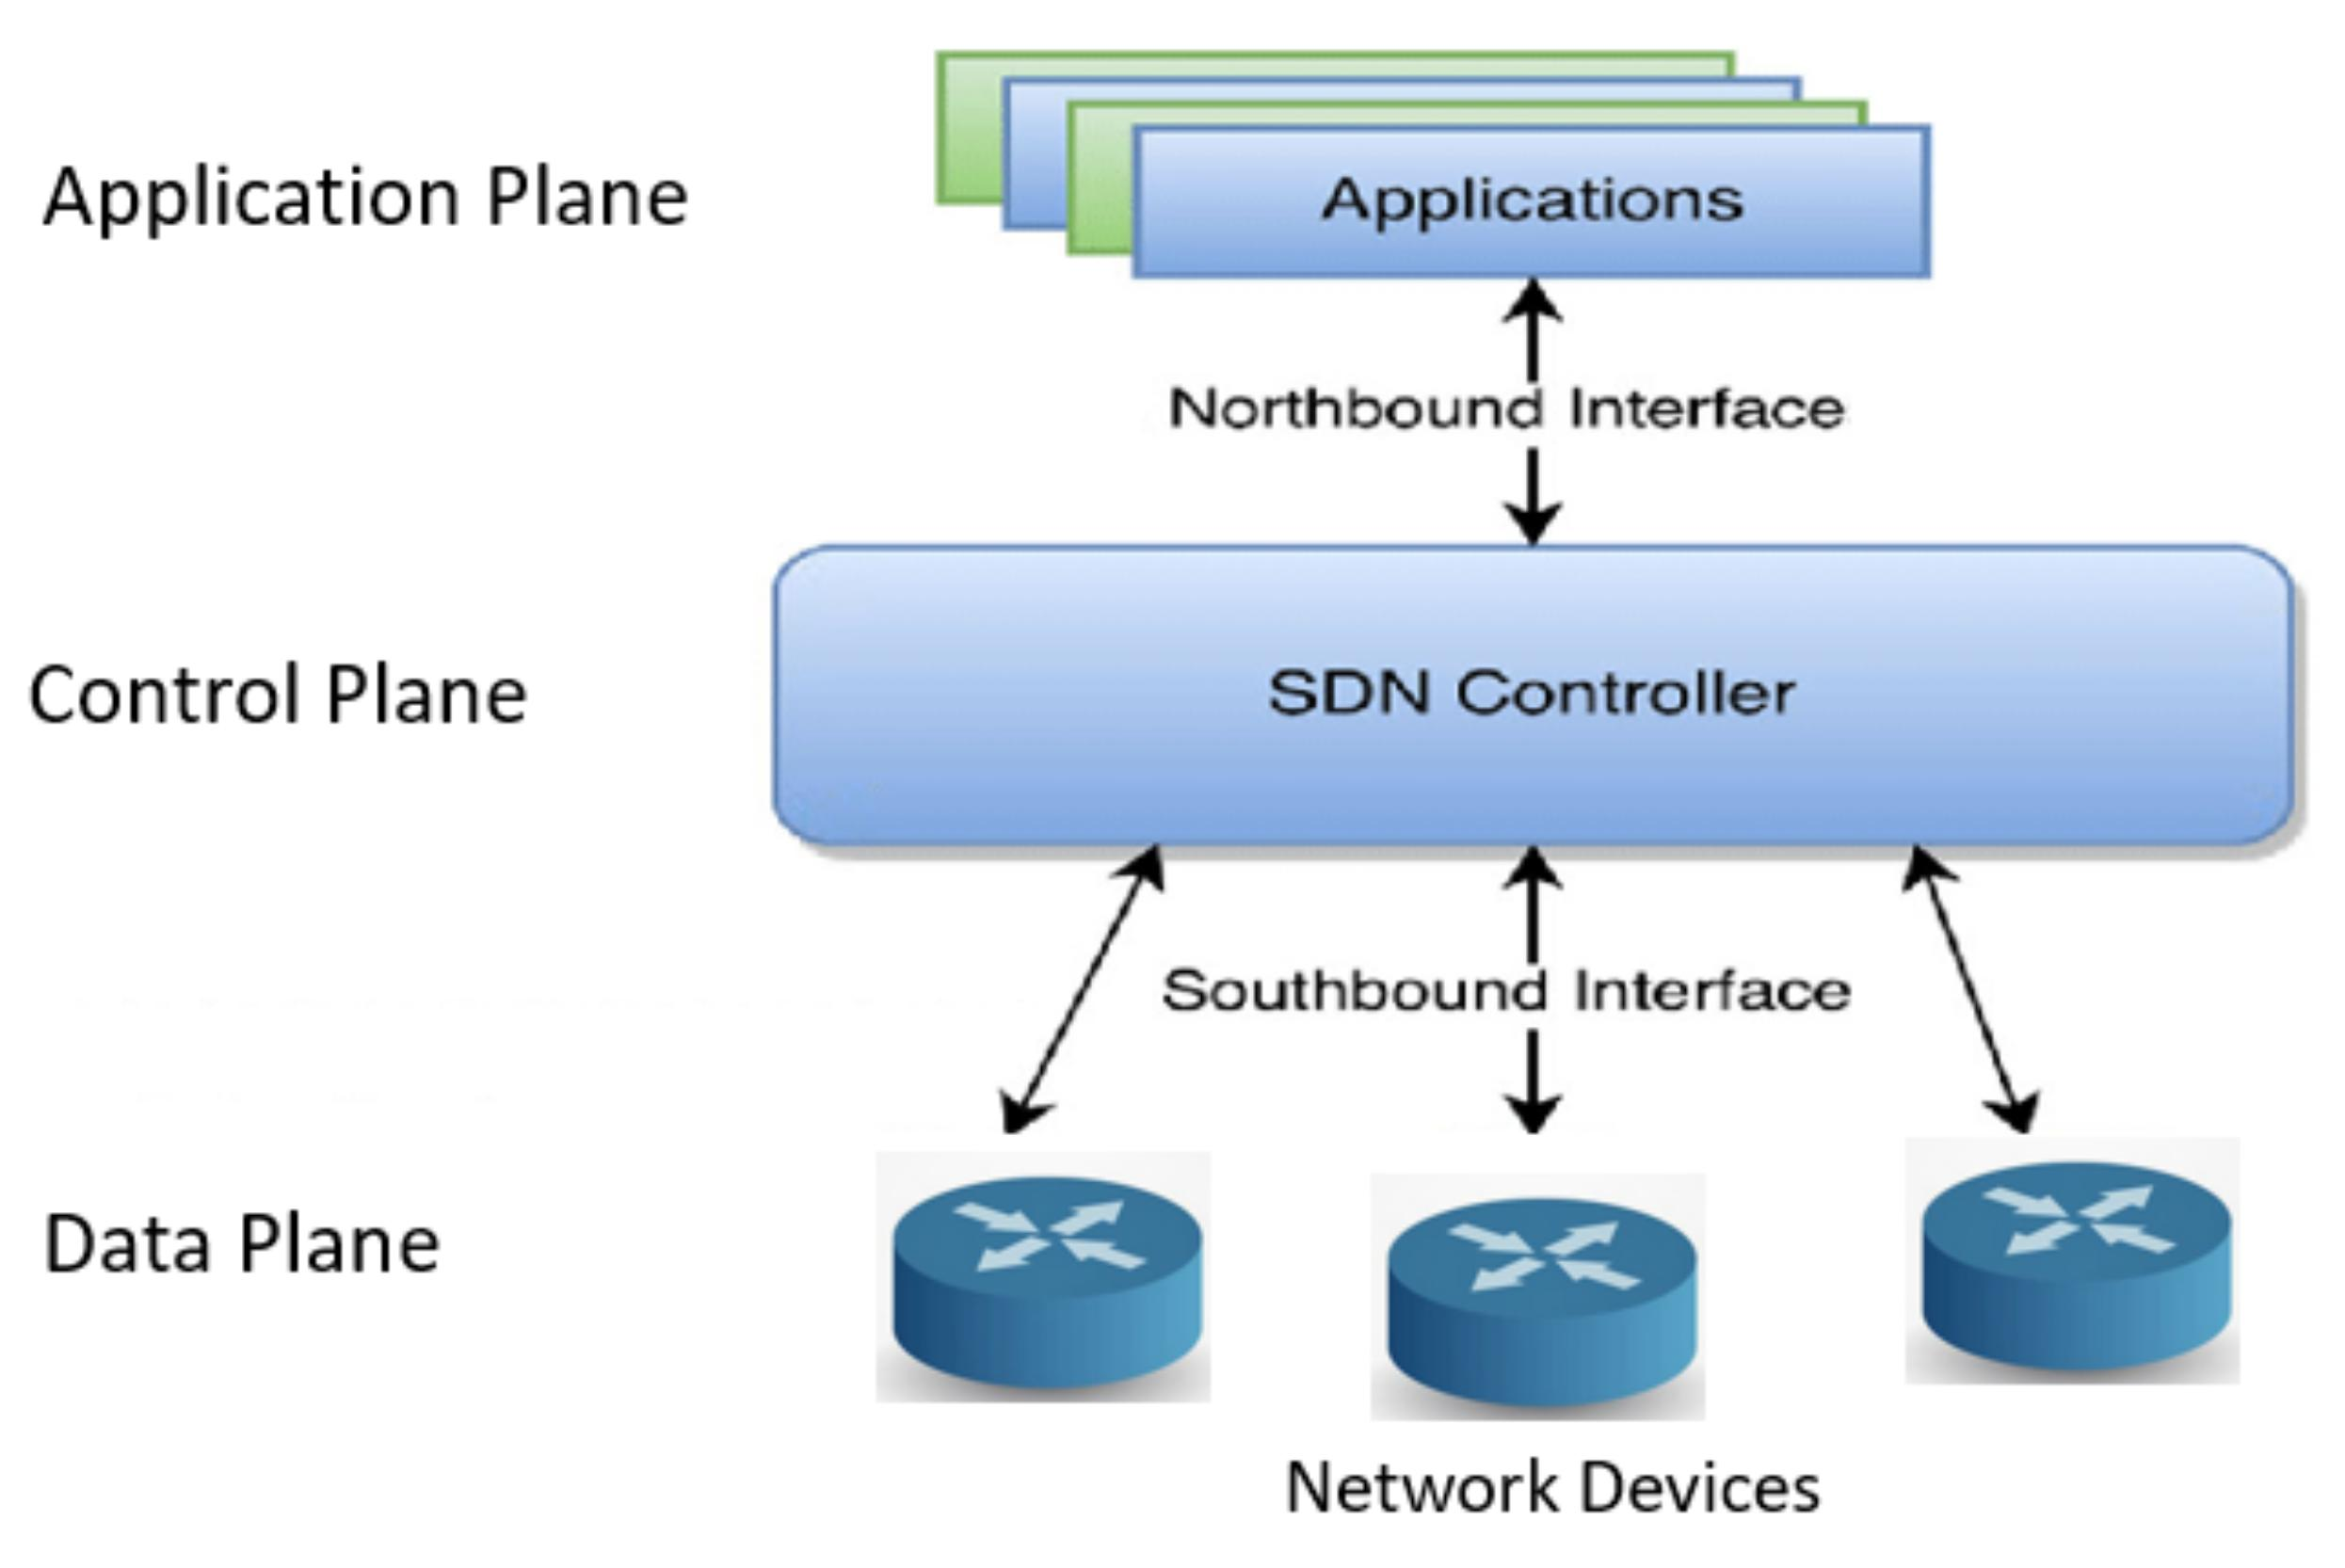 Application Plane
Applications
Northbound Interface
Control Plane
SDN Controller
Southbound Interface
Data Plane
Network Devices